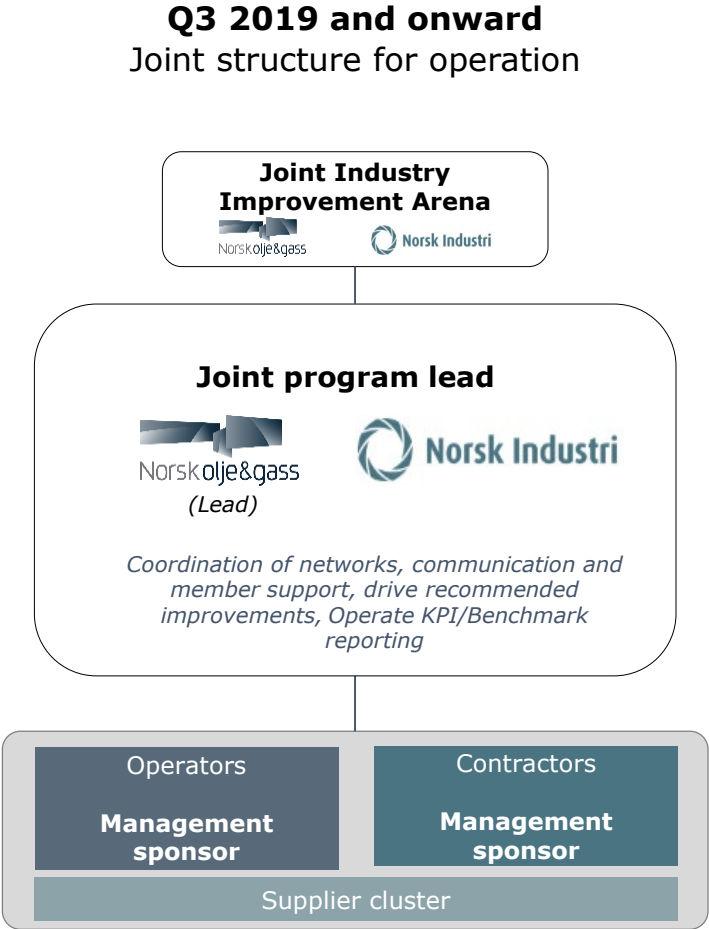 Q3 2019 and onward
Joint structure for operation
Joint Industry
Improvement Arena
Norskolje&gass
Norsk Industri
Joint program lead
Norskolje&gass
Norsk Industri
(Lead)
Coordination of networks, communication and
member support, drive recommended
improvements, Operate KPI/Benchmark
reporting
Operators
Management
sponsor
Contractors
Management
sponsor
Supplier cluster